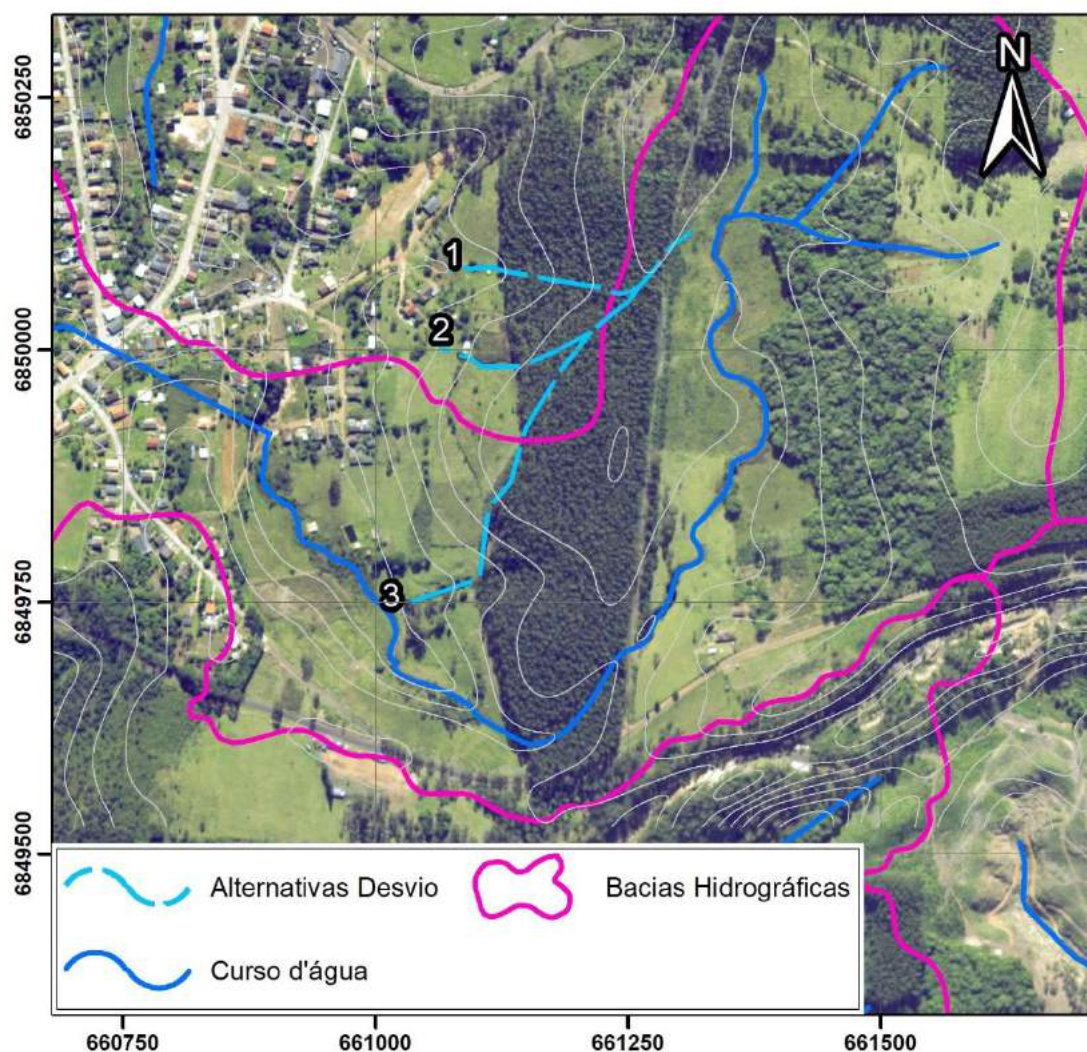 N
6850250
1
2
6850000
3
6849750
6849500
Alternativas Desvio
Bacias Hidrográficas
Curso d'água
660750
661000
661250
661500